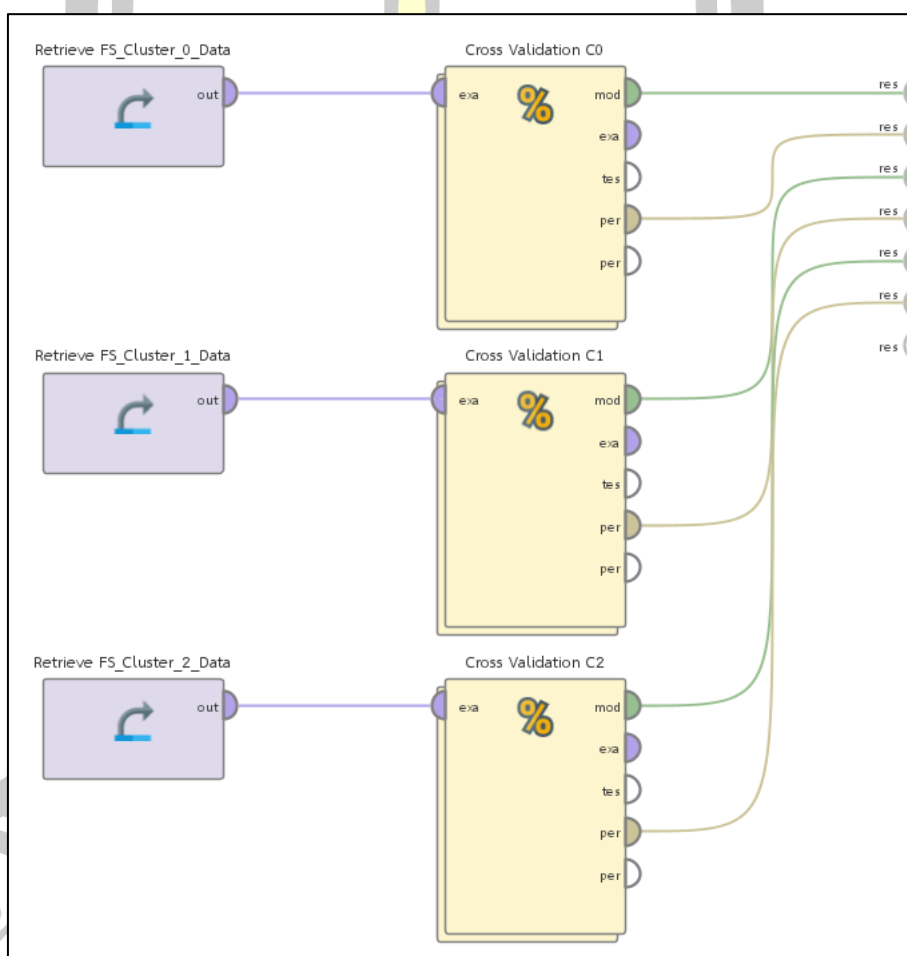 Retrieve FS_Cluster_0_Data
out
Cross Validation C0
exa
%
mod
exa
tes
per
per
res
res
res
res
res
res
res
Retrieve FS_Cluster_1_Data
out
Cross Validation C1
exa
%
mod
exa
tes
per
per
Retrieve FS_Cluster_2_Data
out
Cross Validation C2
exa
%
mod
exa
tes
per
per